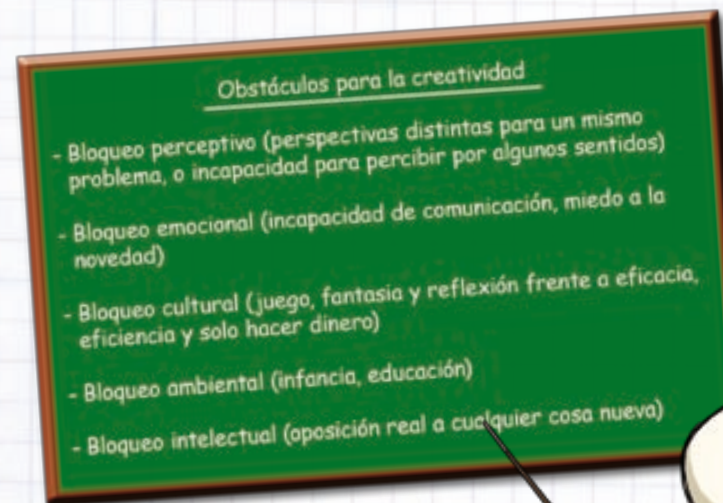 Obstáculos para la creatividad
- Bloqueo perceptivo (perspectivas distintas para un mismo
problema, o incapacidad para percibir por algunos sentidos)
- Bloqueo emocional (incapacidad de comunicación, miedo a la
novedad)
- Bloqueo cultural (juego, fantasia y reflexión frente a eficacia,
eficiencia y solo hacer dinero)
- Bloqueo ambiental (infancia, educación)
- Bloqueo intelectual (oposición real a cualquier cosa nueva)